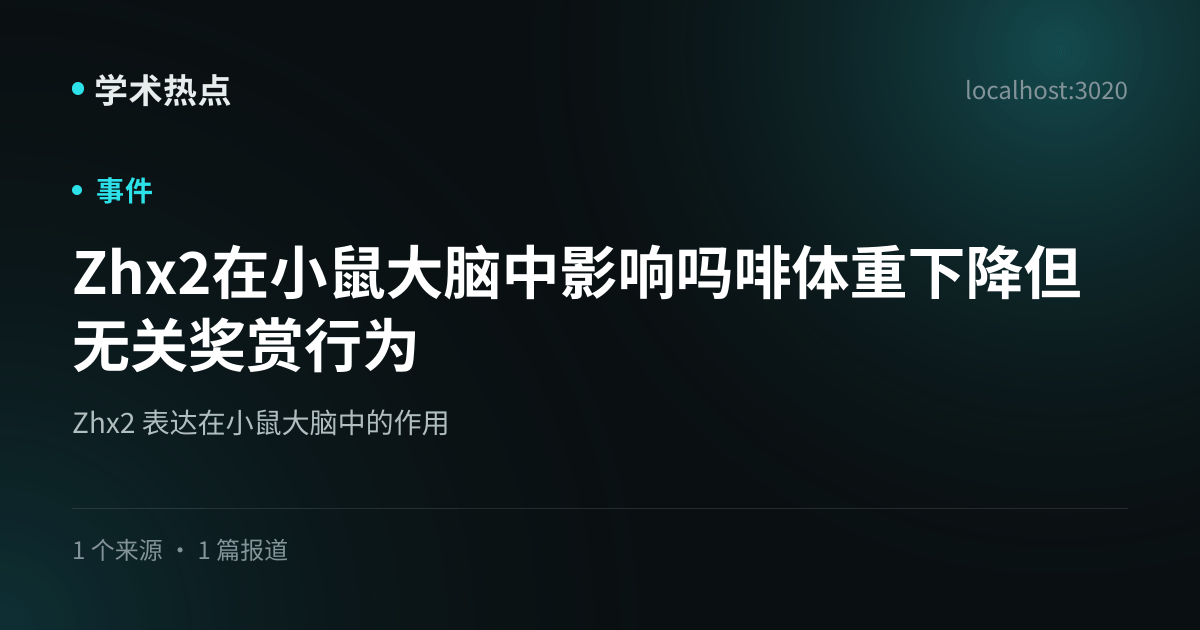 学术热点
localhost:3020
事件
Zhx2在小鼠大脑中影响吗啡体重下降但
无关奖赏行为
Zhx2 表达在小鼠大脑中的作用
1 个来源 · 1 篇报道